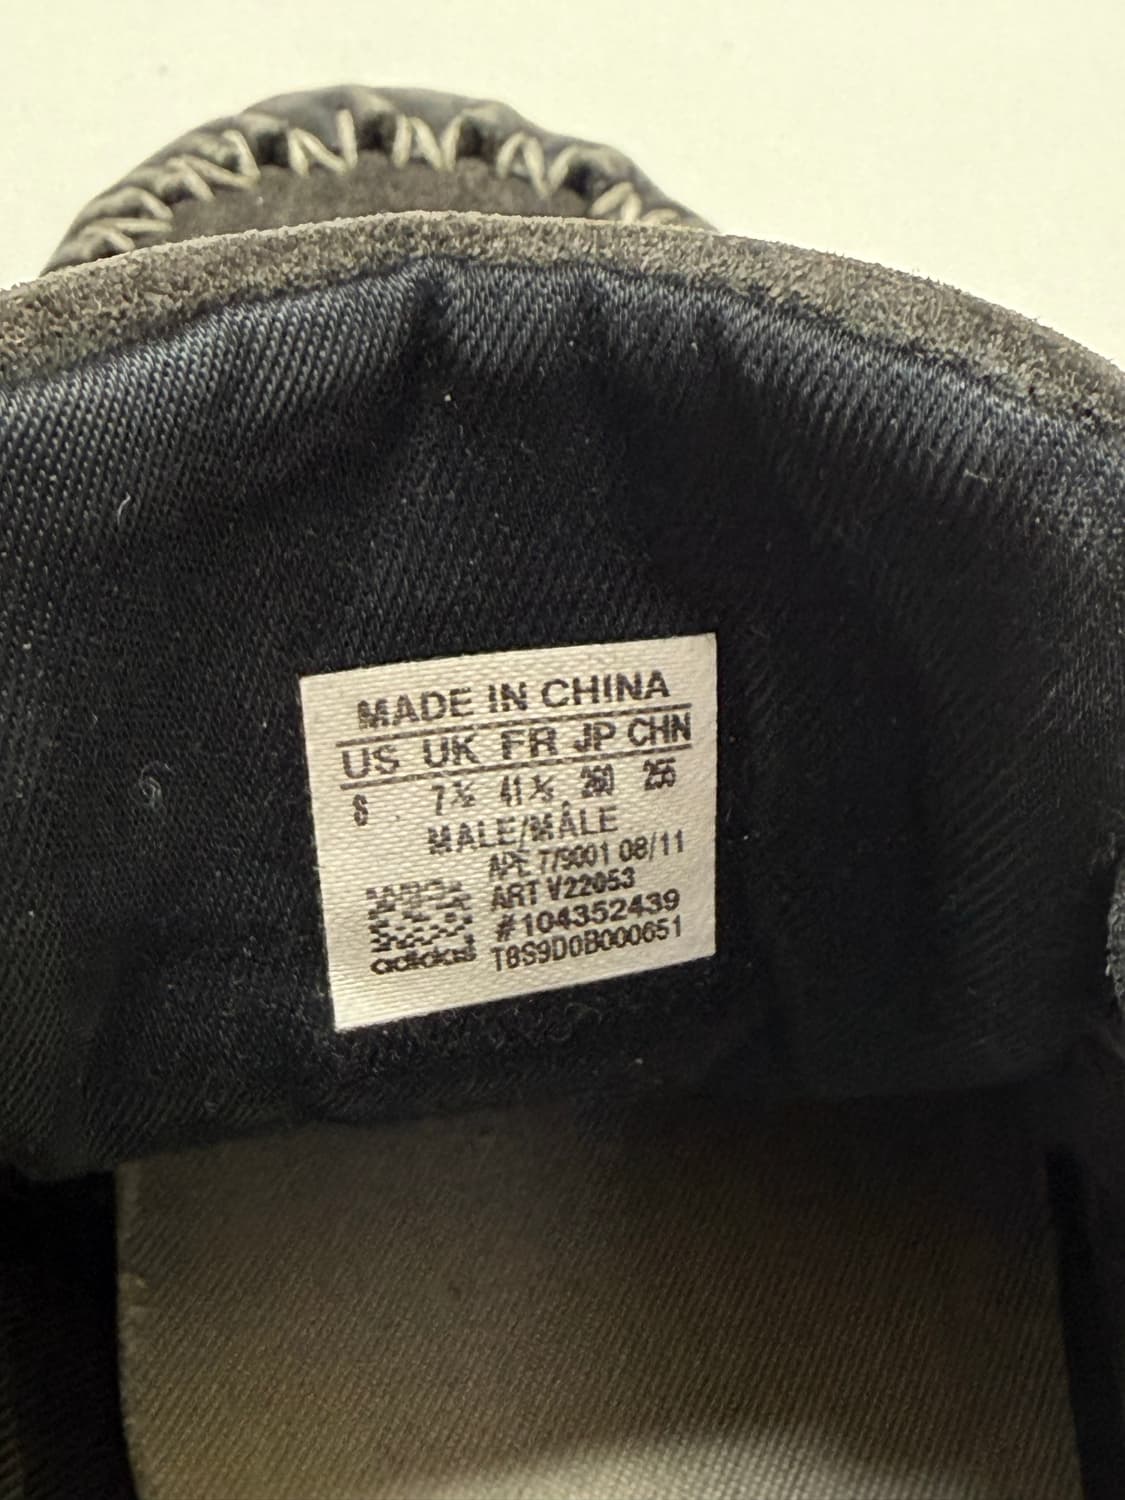 MADE IN CHINA
US UK FR JP CHN
8 7½ 41⅓ 260 255
MALE/MÂLE
APE 7/9001 08/11
ART V22053
#104352439
T8S9D0B000651
adidas